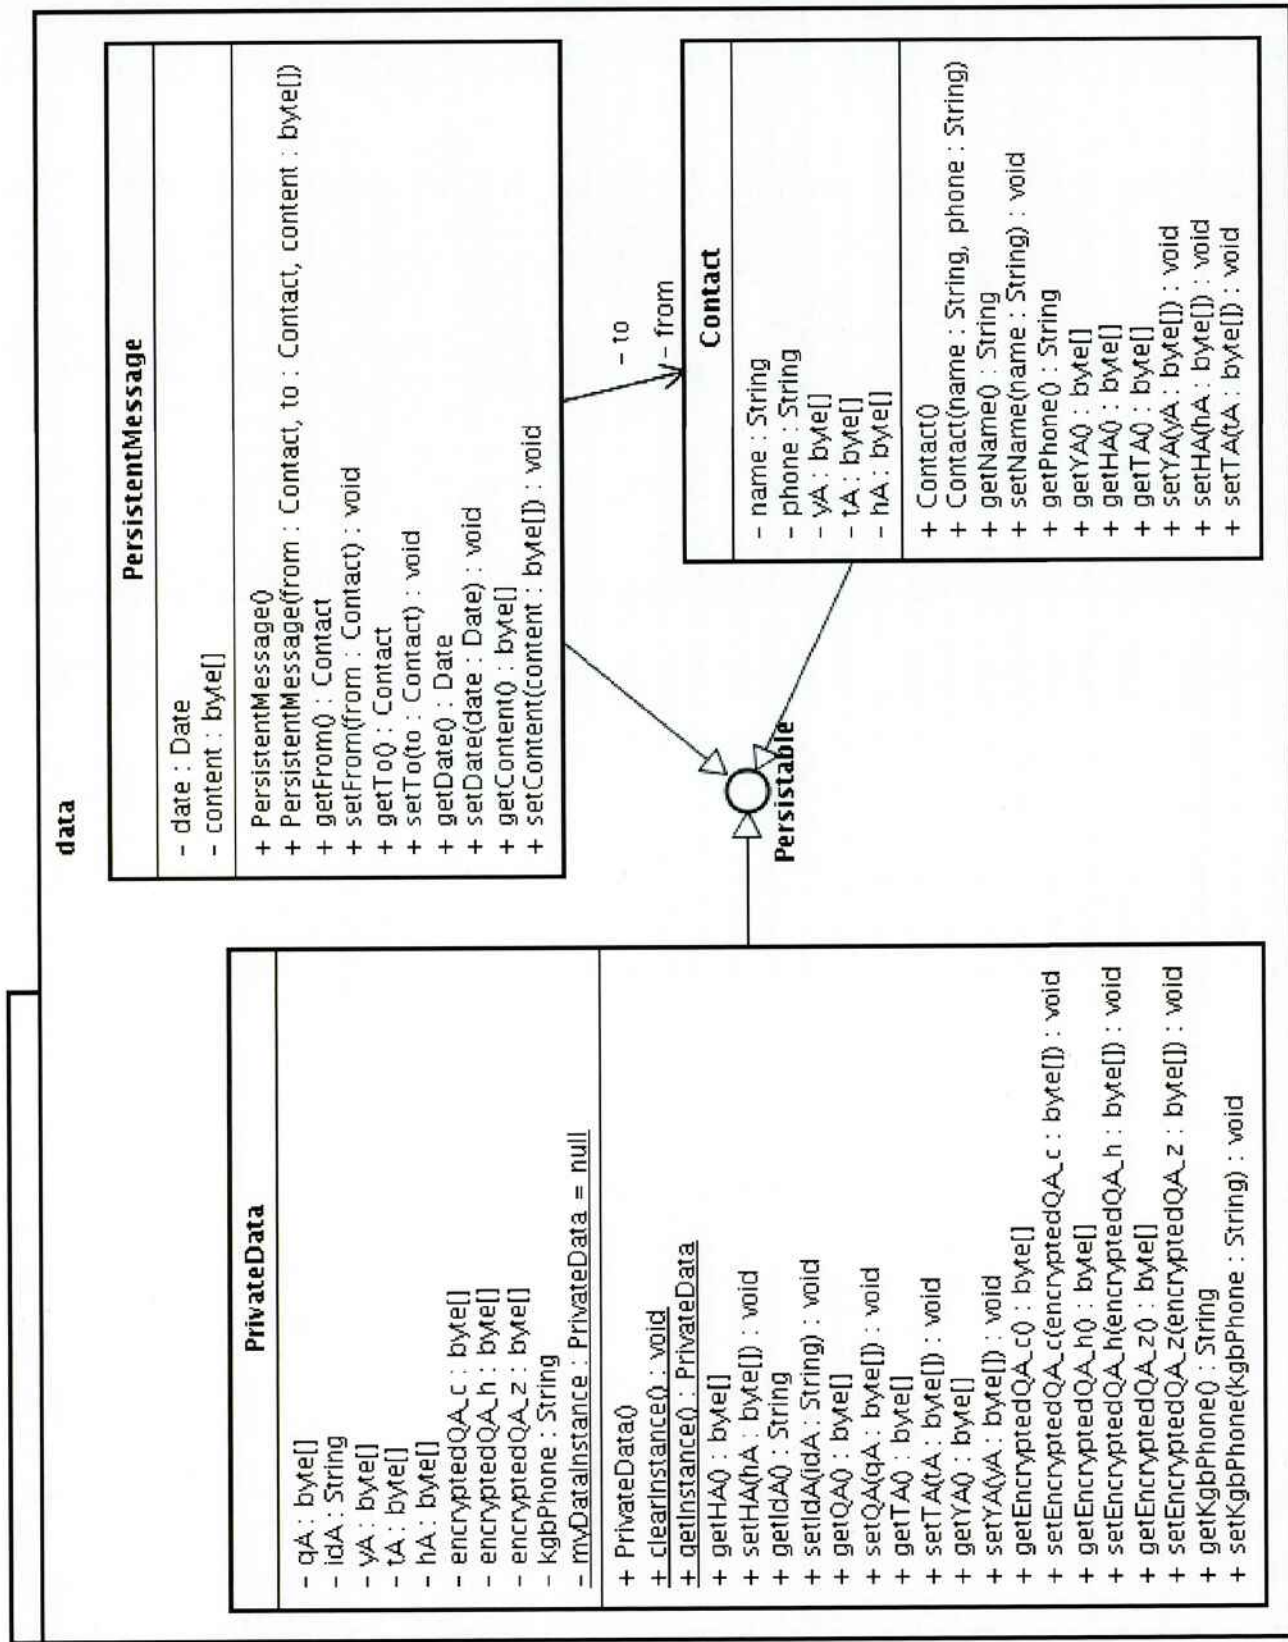 data
PrivateData
- qA : byte[]
- idA : String
- yA : byte[]
- tA : byte[]
- hA : byte[]
- encryptedQA_c : byte[]
- encryptedQA_h : byte[]
- encryptedQA_z : byte[]
- kgbPhone : String
- myDataInstance : PrivateData = null
+ PrivateData()
+ clearInstance() : void
+ getInstance() : PrivateData
+ getHA() : byte[]
+ setHA(hA : byte[]) : void
+ getIdA() : String
+ setIdA(idA : String) : void
+ getQA() : byte[]
+ setQA(qA : byte[]) : void
+ getTA() : byte[]
+ setTA(tA : byte[]) : void
+ getYA() : byte[]
+ setYA(yA : byte[]) : void
+ getEncryptedQA_c() : byte[]
+ setEncryptedQA_c(encryptedQA_c : byte[]) : void
+ getEncryptedQA_h() : byte[]
+ setEncryptedQA_h(encryptedQA_h : byte[]) : void
+ getEncryptedQA_z() : byte[]
+ setEncryptedQA_z(encryptedQA_z : byte[]) : void
+ getKgbPhone() : String
+ setKgbPhone(kgbPhone : String) : void
PersistentMessage
- date : Date
- content : byte[]
+ PersistentMessage()
+ PersistentMessage(from : Contact, to : Contact, content : byte[])
+ getFrom() : Contact
+ setFrom(from : Contact) : void
+ getTo() : Contact
+ setTo(to : Contact) : void
+ getDate() : Date
+ setDate(date : Date) : void
+ getContent() : byte[]
+ setContent(content : byte[]) : void
- to
- from
Persistable
Contact
- name : String
- phone : String
- yA : byte[]
- tA : byte[]
- hA : byte[]
+ Contact()
+ Contact(name : String, phone : String)
+ getName() : String
+ setName(name : String) : void
+ getPhone() : String
+ getYA() : byte[]
+ getHA() : byte[]
+ getTA() : byte[]
+ setYA(yA : byte[]) : void
+ setHA(hA : byte[]) : void
+ setTA(tA : byte[]) : void